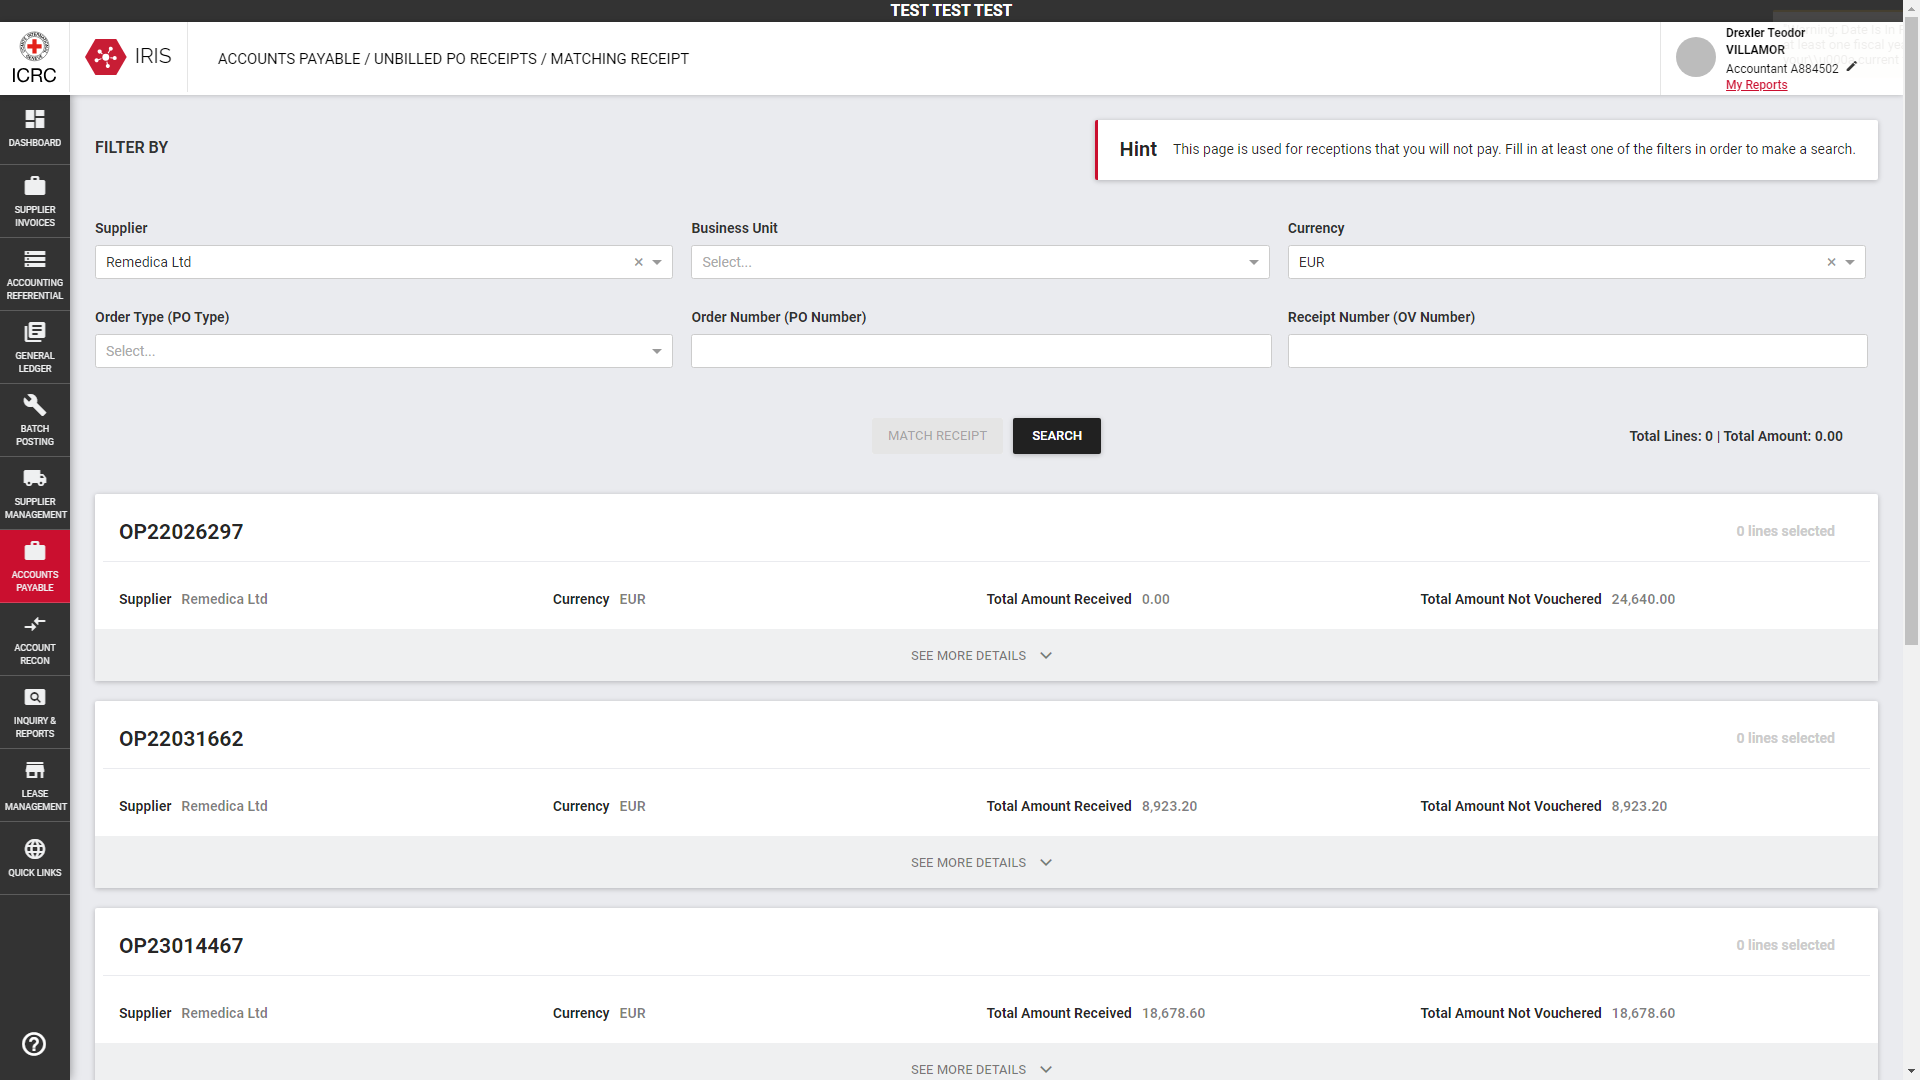 TEST TEST TEST
ICRC
IRIS
ACCOUNTS PAYABLE / UNBILLED PO RECEIPTS / MATCHING RECEIPT
Drexler Teodor
VILLAMOR
Accountant A884502
My Reports
DASHBOARD
SUPPLIER
INVOICES
ACCOUNTING
REFERENTIAL
GENERAL
LEDGER
BATCH
POSTING
SUPPLIER
MANAGEMENT
ACCOUNTS
PAYABLE
ACCOUNT
RECON
INQUIRY &
REPORTS
LEASE
MANAGEMENT
QUICK LINKS
FILTER BY
Hint This page is used for receptions that you will not pay. Fill in at least one of the filters in order to make a search.
Supplier Business Unit Currency
Remedica Ltd Select... EUR
Order Type (PO Type) Order Number (PO Number) Receipt Number (OV Number)
Select...
MATCH RECEIPT SEARCH Total Lines: 0 | Total Amount: 0.00
OP22026297 0 lines selected
Supplier Remedica Ltd Currency EUR Total Amount Received 0.00 Total Amount Not Vouchered 24,640.00
SEE MORE DETAILS
OP22031662 0 lines selected
Supplier Remedica Ltd Currency EUR Total Amount Received 8,923.20 Total Amount Not Vouchered 8,923.20
SEE MORE DETAILS
OP23014467 0 lines selected
Supplier Remedica Ltd Currency EUR Total Amount Received 18,678.60 Total Amount Not Vouchered 18,678.60
SEE MORE DETAILS